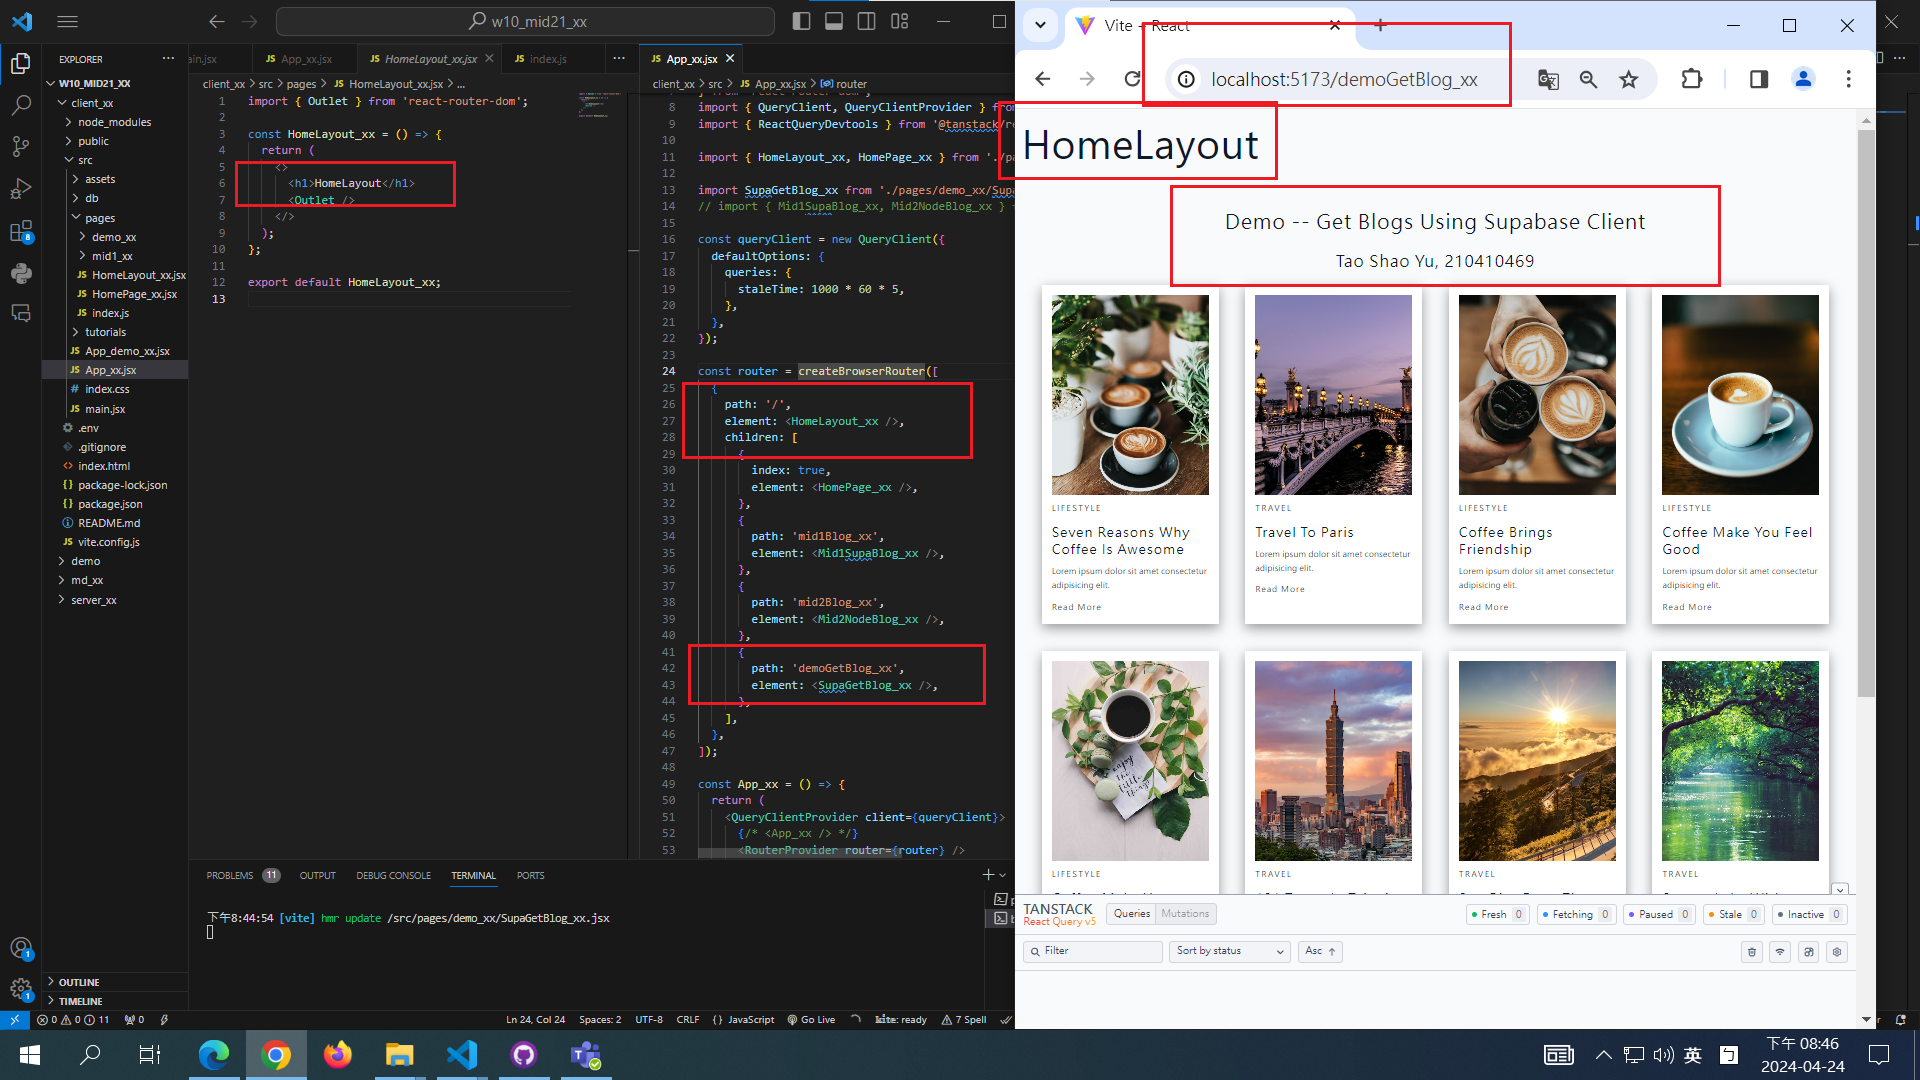 w10_mid21_xx
EXPLORER
W10_MID21_XX
client_xx
node_modules
public
src
assets
db
pages
demo_xx
mid1_xx
HomeLayout_xx.jsx
HomePage_xx.jsx
index.js
tutorials
App_demo_xx.jsx
App_xx.jsx
index.css
main.jsx
.env
.gitignore
index.html
package-lock.json
package.json
README.md
vite.config.js
demo
md_xx
server_xx
OUTLINE
TIMELINE
App_xx.jsx
HomeLayout_xx.jsx
index.js
client_xx > src > pages > JS HomeLayout_xx.jsx > ...
1 import { Outlet } from 'react-router-dom';
2
3 const HomeLayout_xx = () => {
4 return (
5 <>
6 <h1>HomeLayout</h1>
7 <Outlet />
8 </>
9 );
10 };
11
12 export default HomeLayout_xx;
13
App_xx.jsx
client_xx > src > JS App_xx.jsx > router
8 import { QueryClient, QueryClientProvider } from
9 import { ReactQueryDevtools } from '@tanstack/re
10
11 import { HomeLayout_xx, HomePage_xx } from './pa
12
13 import SupaGetBlog_xx from './pages/demo_xx/Supa
14 // import { Mid1SupaBlog_xx, Mid2NodeBlog_xx }
15
16 const queryClient = new QueryClient({
17 defaultOptions: {
18 queries: {
19 staleTime: 1000 * 60 * 5,
20 },
21 },
22 });
23
24 const router = createBrowserRouter([
25 {
26 path: '/',
27 element: <HomeLayout_xx />,
28 children: [
29 {
30 index: true,
31 element: <HomePage_xx />,
32 },
33 {
34 path: 'mid1Blog_xx',
35 element: <Mid1SupaBlog_xx />,
36 },
37 {
38 path: 'mid2Blog_xx',
39 element: <Mid2NodeBlog_xx />,
40 },
41 {
42 path: 'demoGetBlog_xx',
43 element: <SupaGetBlog_xx />,
44 },
45 ],
46 },
47 ]);
48
49 const App_xx = () => {
50 return (
51 <QueryClientProvider client={queryClient}>
52 {/* <App_xx /> */}
53 <RouterProvider router={router} />
PROBLEMS 11 OUTPUT DEBUG CONSOLE TERMINAL PORTS
下午8:44:54 [vite] hmr update /src/pages/demo_xx/SupaGetBlog_xx.jsx
0 0 11 0 Ln 24, Col 24 Spaces: 2 UTF-8 CRLF {} JavaScript Go Live 7 Spell
Vite + React
localhost:5173/demoGetBlog_xx
HomeLayout
Demo -- Get Blogs Using Supabase Client
Tao Shao Yu, 210410469
LIFESTYLE
Seven Reasons Why Coffee Is Awesome
Lorem ipsum dolor sit amet consectetur adipisicing elit.
Read More
TRAVEL
Travel To Paris
Lorem ipsum dolor sit amet consectetur adipisicing elit.
Read More
LIFESTYLE
Coffee Brings Friendship
Lorem ipsum dolor sit amet consectetur adipisicing elit.
Read More
LIFESTYLE
Coffee Make You Feel Good
Lorem ipsum dolor sit amet consectetur adipisicing elit.
Read More
enjoy the little things
LIFESTYLE
TRAVEL
TRAVEL
TRAVEL
TANSTACK
React Query v5
Queries Mutations
Fresh 0 Fetching 0 Paused 0 Stale 0 Inactive 0
Filter Sort by status Asc ↑
英
下午 08:46
2024-04-24